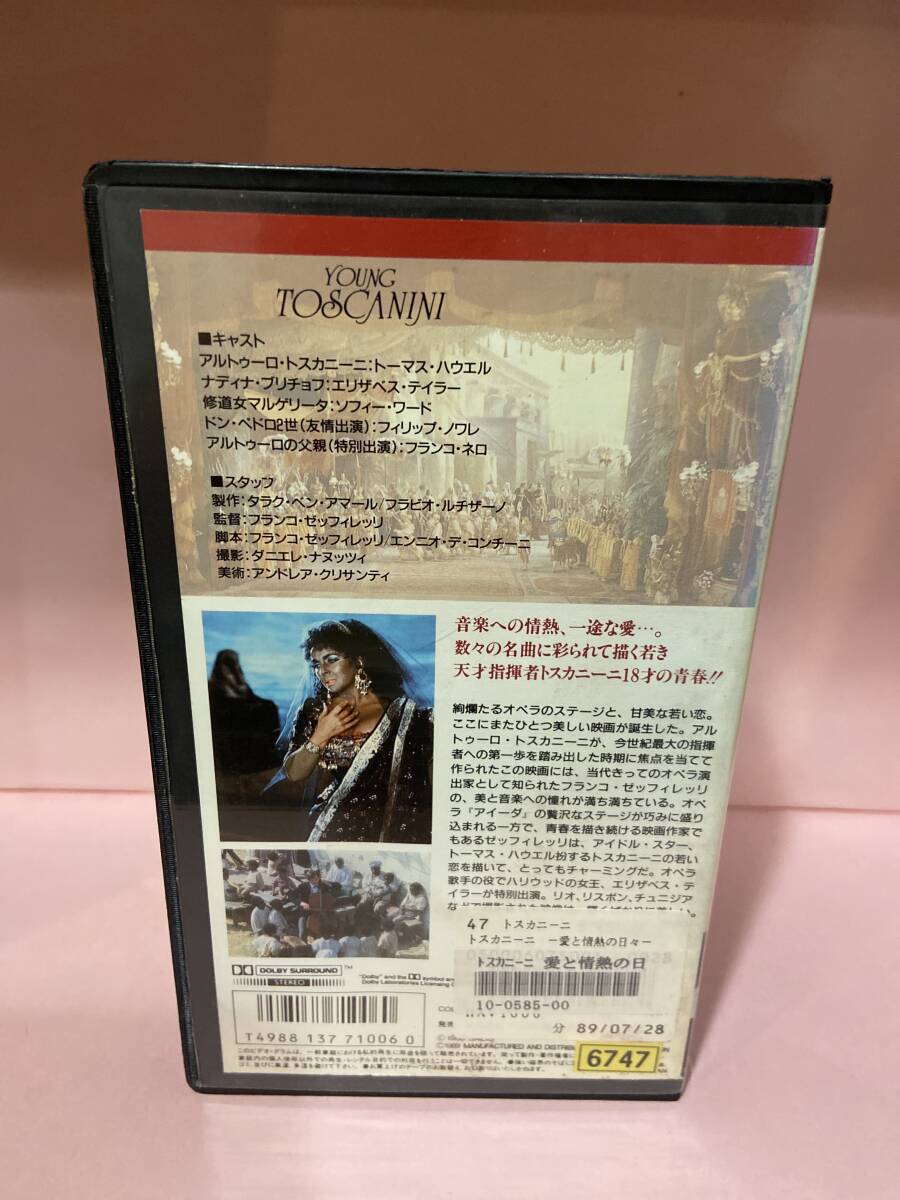 YOUNG
TOSCANINI
■キャスト
アルトゥーロ・トスカニーニ:トーマス・ハウエル
ナディナ・ブリチョフ:エリザベス・テイラー
修道女マルゲリータ:ソフィー・ワード
ドン・ペドロ2世(友情出演):フィリップ・ノワレ
アルトゥーロの父親(特別出演):フランコ・ネロ
■スタッフ
製作:タラク・ベン・アマール/フラビオ・ルチザーノ
監督:フランコ・ゼッフィレッリ
脚本:フランコ・ゼッフィレッリ/エンニオ・デ・コンチーニ
撮影:ダニエレ・ナヌッツィ
美術:アンドレア・クリサンティ
音楽への情熱、一途な愛…。
数々の名曲に彩られて描く若き
天才指揮者トスカニーニ18才の青春!!
絢爛たるオペラのステージと、甘美な若い恋。
ここにまたひとつ美しい映画が誕生した。アル
トゥーロ・トスカニーニが、今世紀最大の指揮
者への第一歩を踏み出した時期に焦点を当てて
作られたこの映画には、当代きってのオペラ演
出家として知られたフランコ・ゼッフィレッリ
の、美と音楽への憧れが満ち満ちている。オペ
ラ『アイーダ』の贅沢なステージが巧みに盛り
込まれる一方で、青春を描き続ける映画作家で
もあるゼッフィレッリは、アイドル・スター、
トーマス・ハウエル扮するトスカニーニの若い
恋を描いて、とってもチャーミングだ。オペラ
歌手の役でハリウッドの女王、エリザベス・テ
イラーが特別出演。リオ、リスボン、チュニジア
47 トスカニーニ
トスカニーニ -愛と情熱の日々-
トスカニーニ 愛と情熱の日
10-0585-00
分 89/07/28
6747
DOLBY SURROUND TM
STEREO
"Dolby" and the symbol a
Dolby Laboratories Licensing C
T4988 137 71006 0
©1989 MANUFACTURED AND DISTRIB